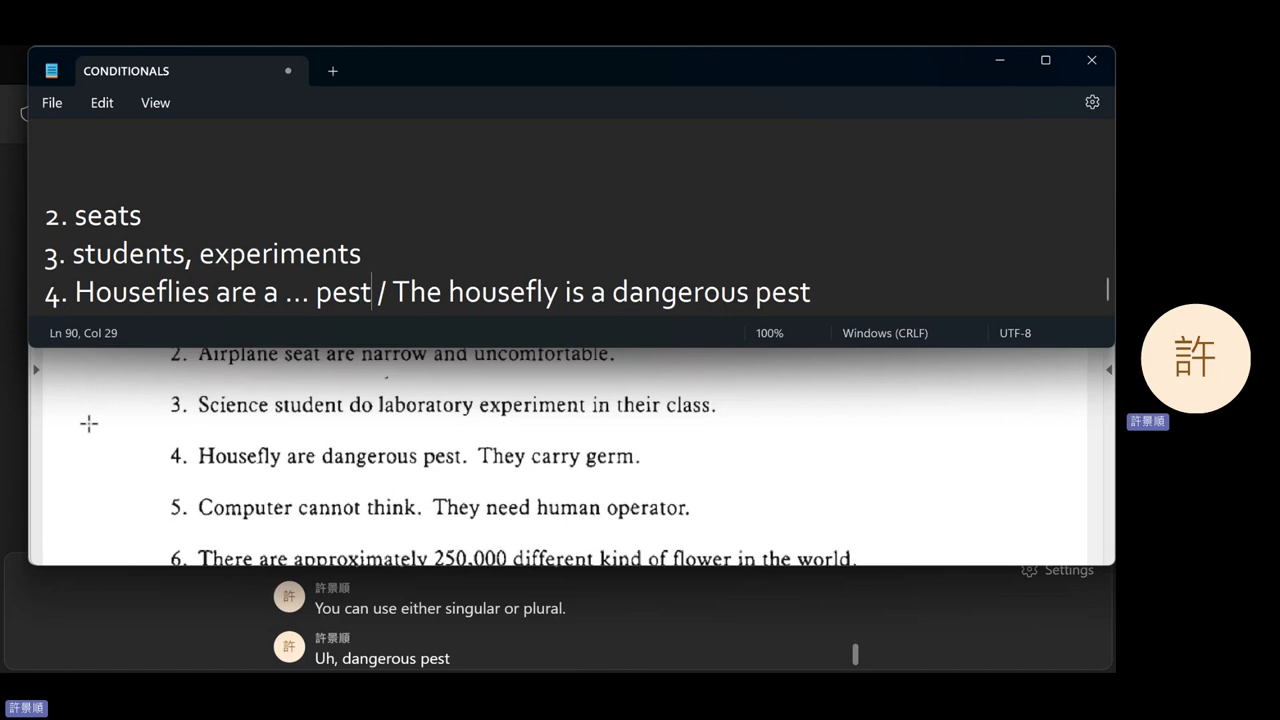 CONDITIONALS
File Edit View
2. seats
3. students, experiments
4. Houseflies are a ... pest / The housefly is a dangerous pest
Ln 90, Col 29 100% Windows (CRLF) UTF-8
2. Airplane seat are narrow and uncomfortable.
3. Science student do laboratory experiment in their class.
4. Housefly are dangerous pest. They carry germ.
5. Computer cannot think. They need human operator.
6. There are approximately 250,000 different kind of flower in the world.
Settings
許 許景順
You can use either singular or plural.
許 許景順
Uh, dangerous pest
許
許景順
許景順